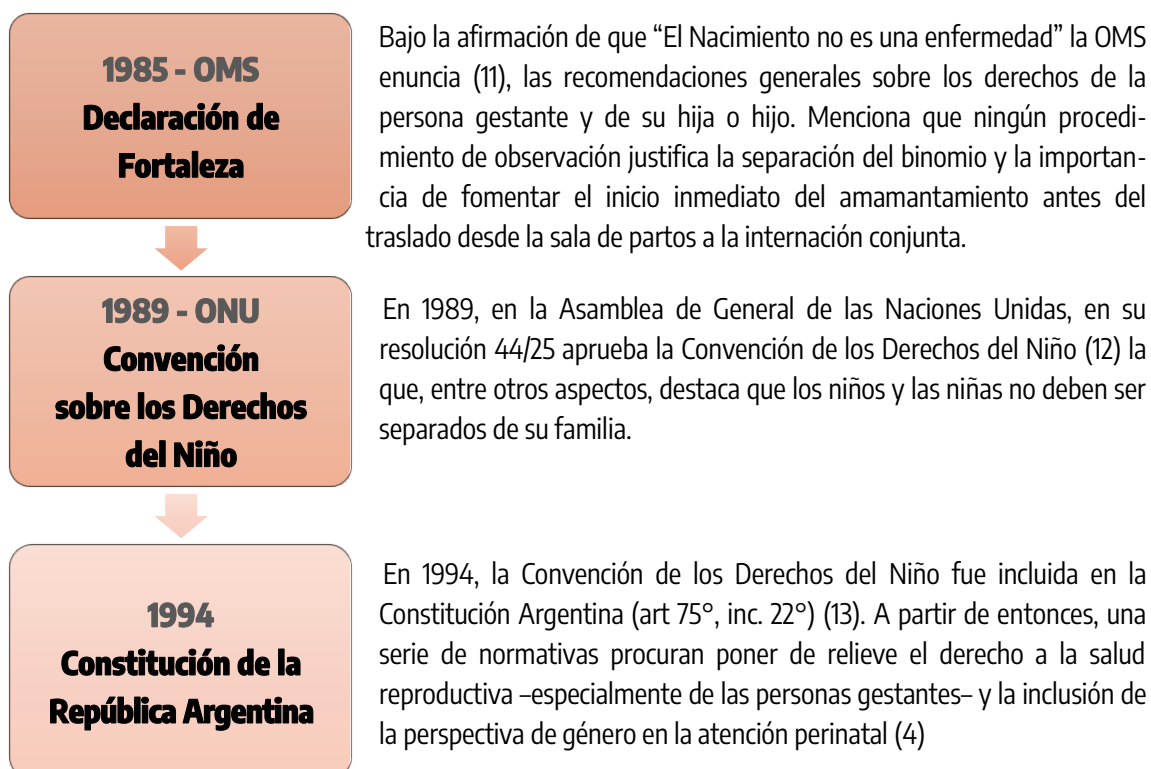 1985 - OMS
Declaración de
Fortaleza
Bajo la afirmación de que “El Nacimiento no es una enfermedad” la OMS
enuncia (11), las recomendaciones generales sobre los derechos de la
persona gestante y de su hija o hijo. Menciona que ningún procedi-
miento de observación justifica la separación del binomio y la importan-
cia de fomentar el inicio inmediato del amamantamiento antes del
traslado desde la sala de partos a la internación conjunta.
1989 - ONU
Convención
sobre los Derechos
del Niño
En 1989, en la Asamblea de General de las Naciones Unidas, en su
resolución 44/25 aprueba la Convención de los Derechos del Niño (12) la
que, entre otros aspectos, destaca que los niños y las niñas no deben ser
separados de su familia.
1994
Constitución de la
República Argentina
En 1994, la Convención de los Derechos del Niño fue incluida en la
Constitución Argentina (art 75°, inc. 22°) (13). A partir de entonces, una
serie de normativas procuran poner de relieve el derecho a la salud
reproductiva –especialmente de las personas gestantes– y la inclusión de
la perspectiva de género en la atención perinatal (4)